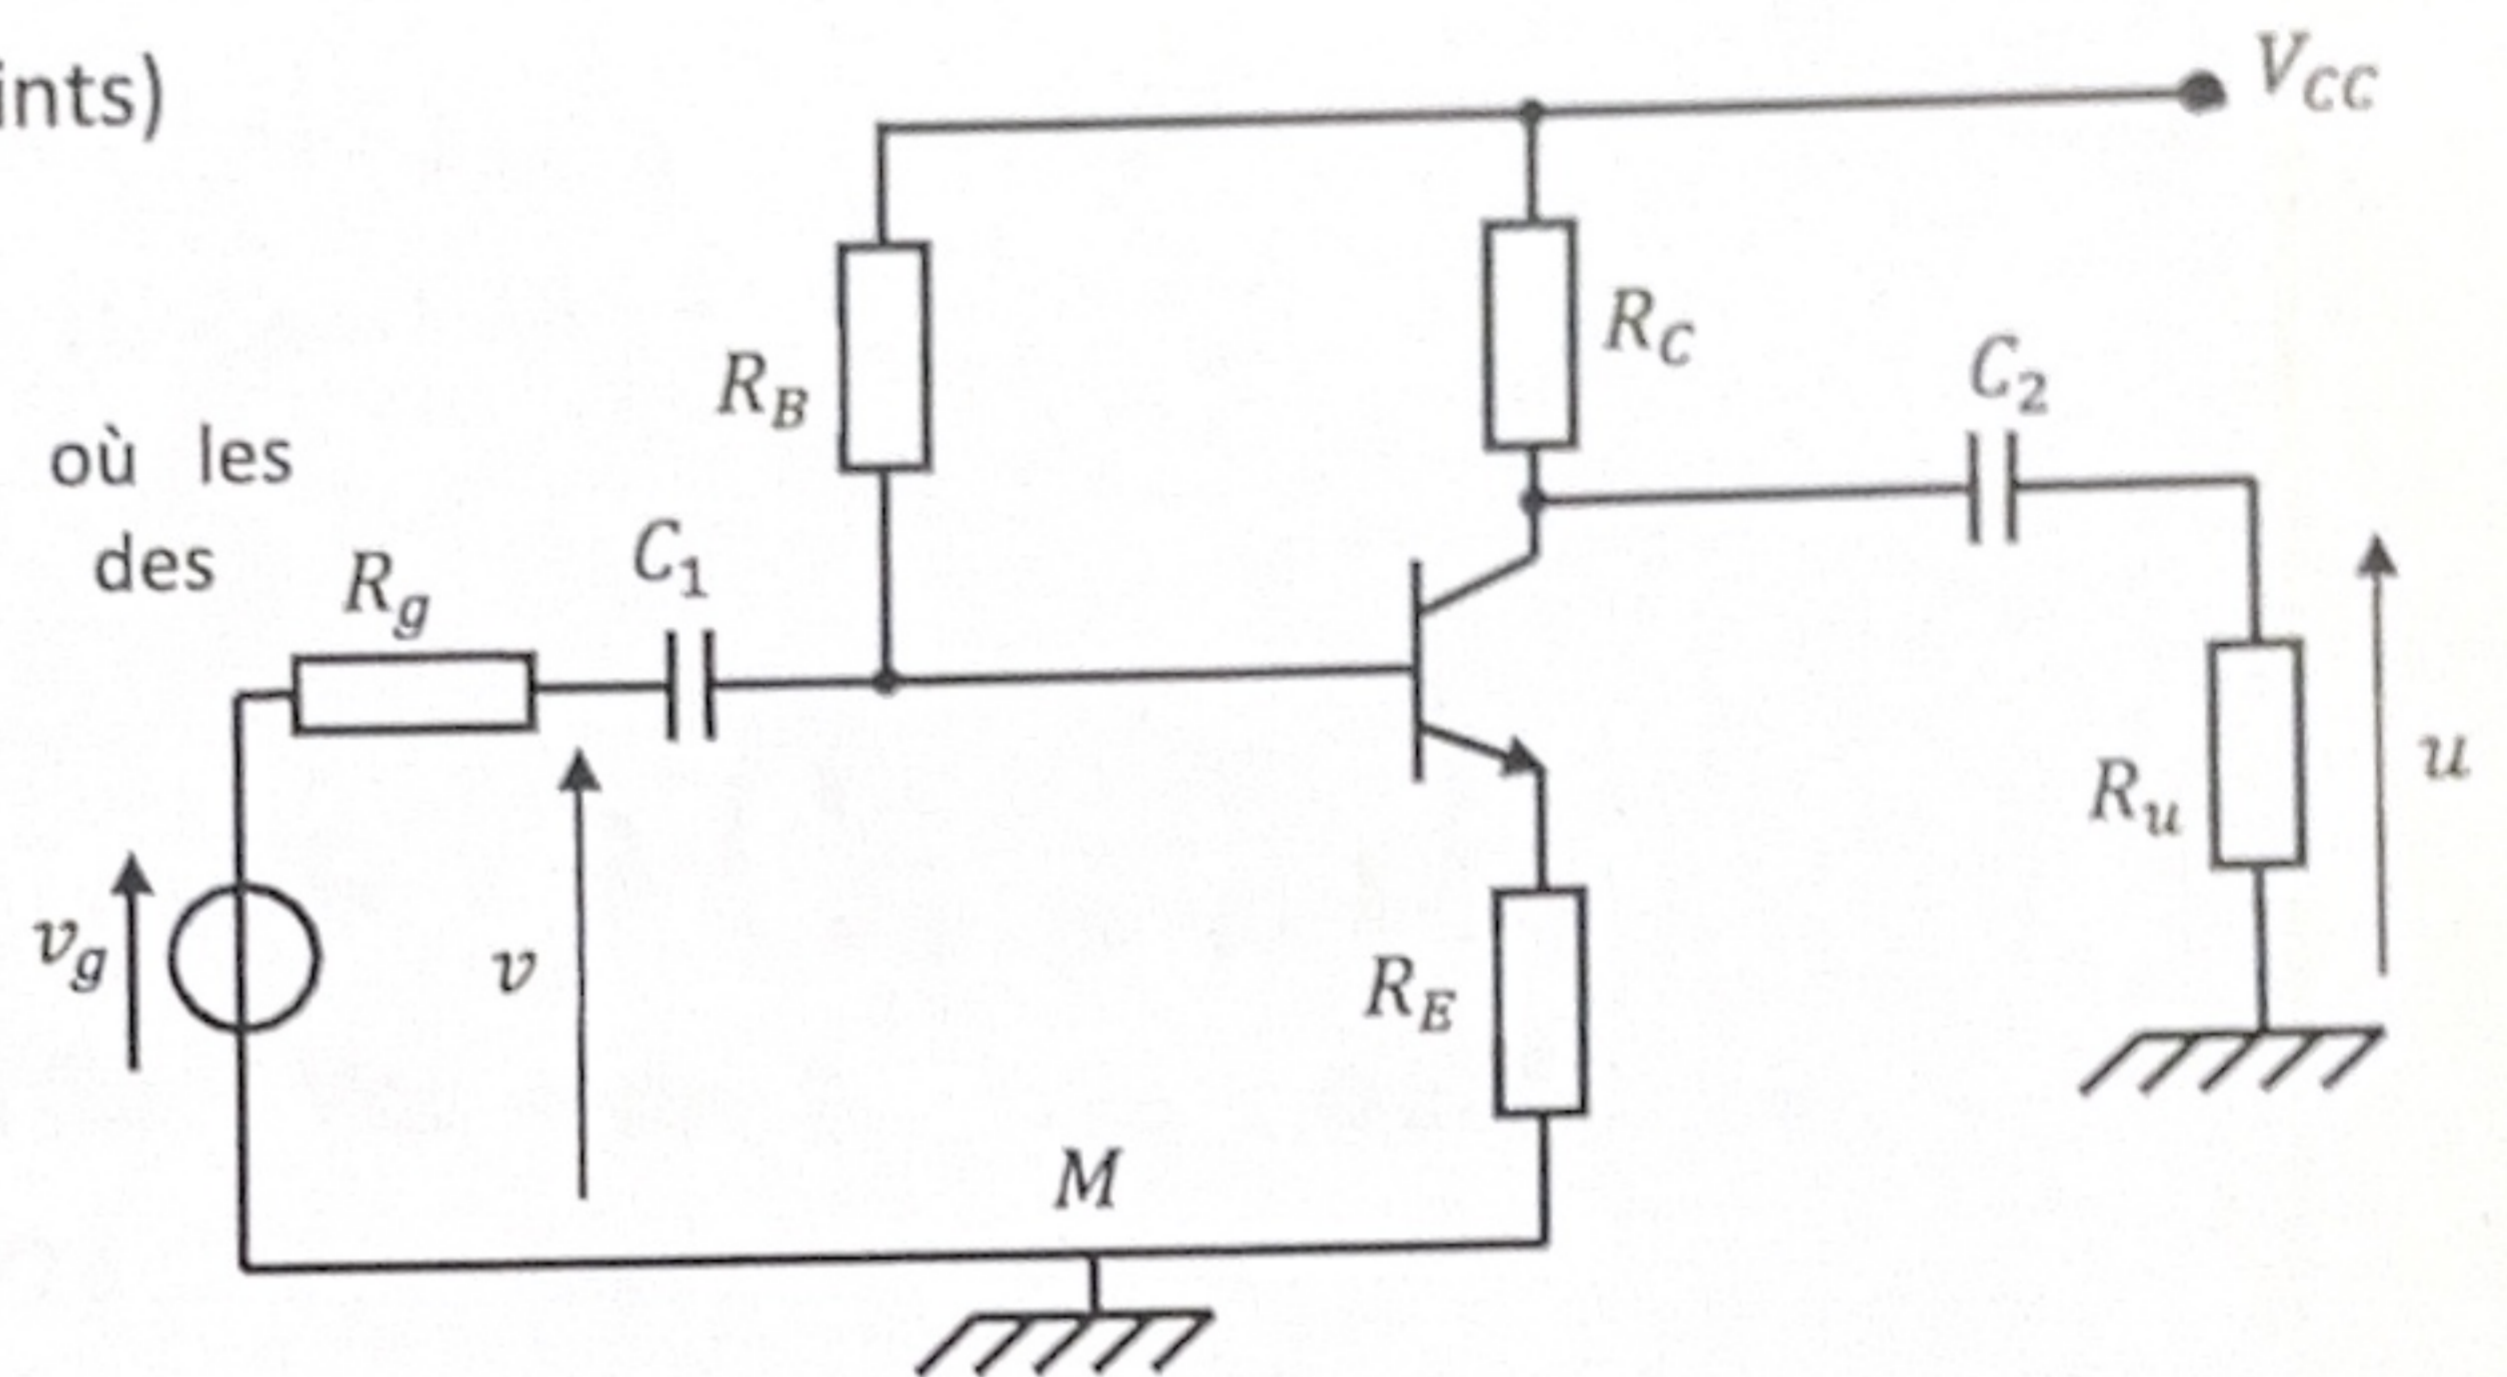 ints)
V_CC
R_B
R_C
C_2
où les
des
R_g
C_1
R_u
u
v_g
v
R_E
M